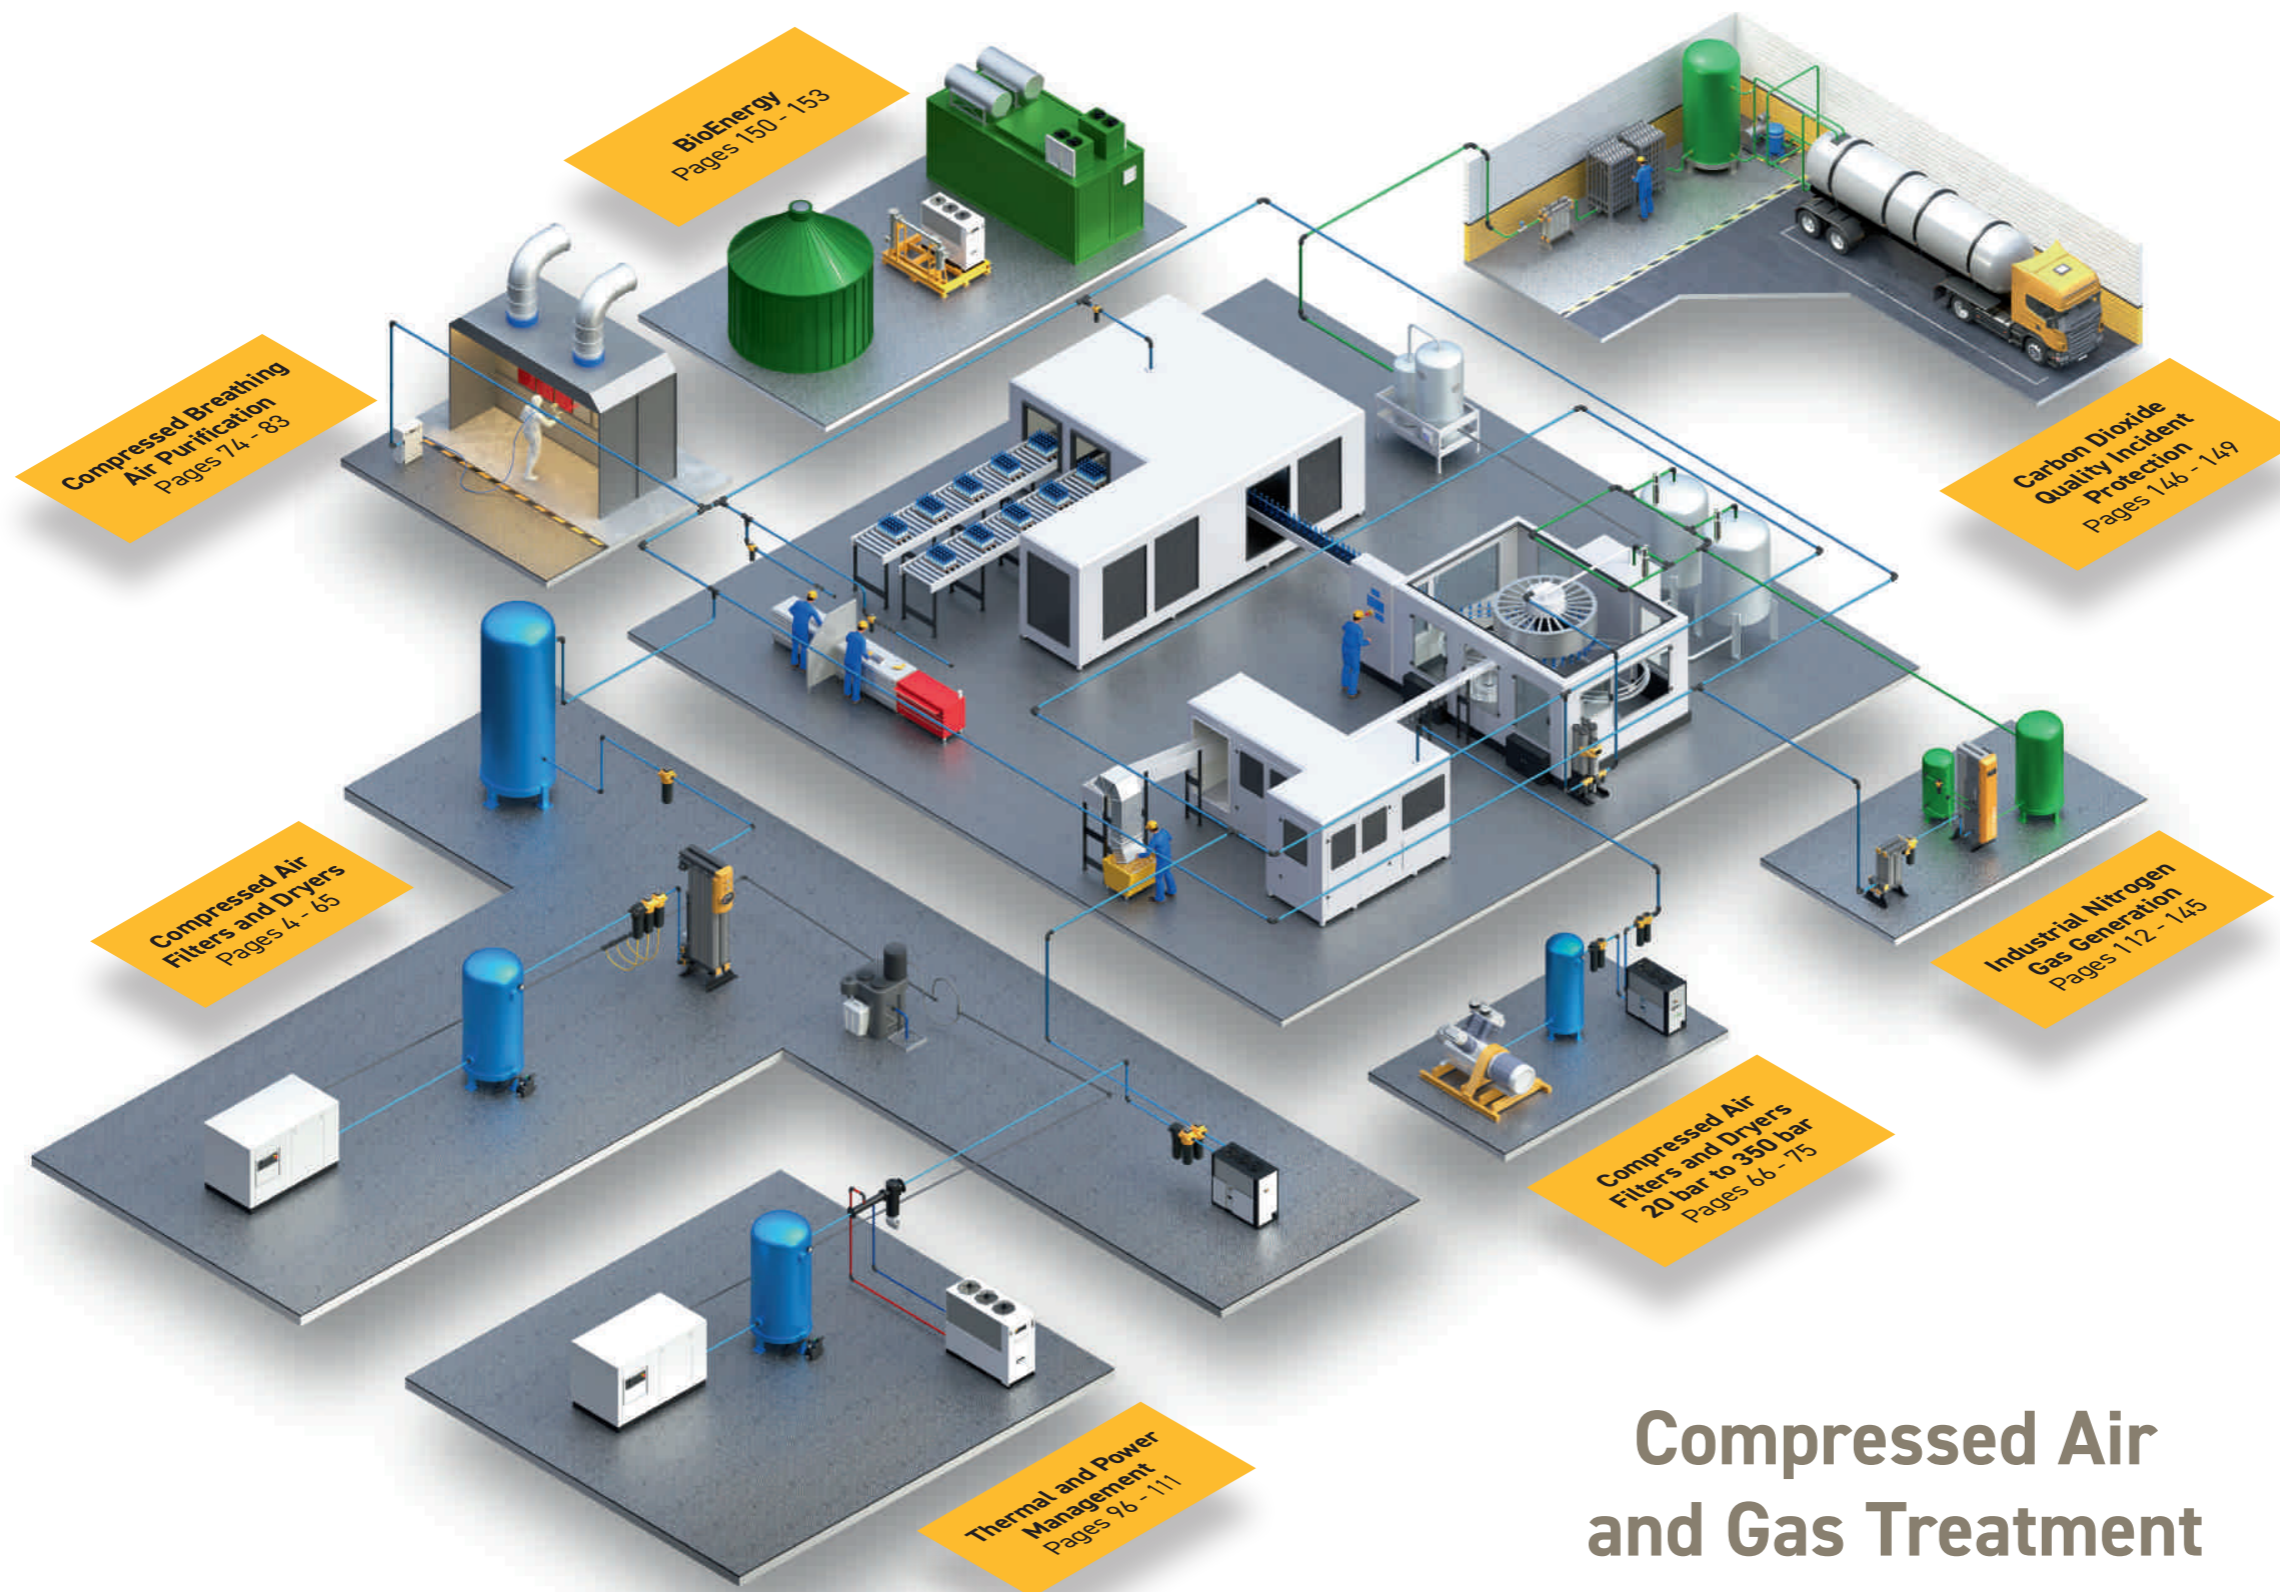 BioEnergy
Pages 150 - 153
Compressed Breathing
Air Purification
Pages 74 - 83
Carbon Dioxide
Quality Incident
Protection
Pages 146 - 149
Compressed Air
Filters and Dryers
Pages 4 - 65
Industrial Nitrogen
Gas Generation
Pages 112 - 145
Compressed Air
Filters and Dryers
20 bar to 350 bar
Pages 66 - 75
Thermal and Power
Management
Pages 96 - 111
Compressed Air
and Gas Treatment